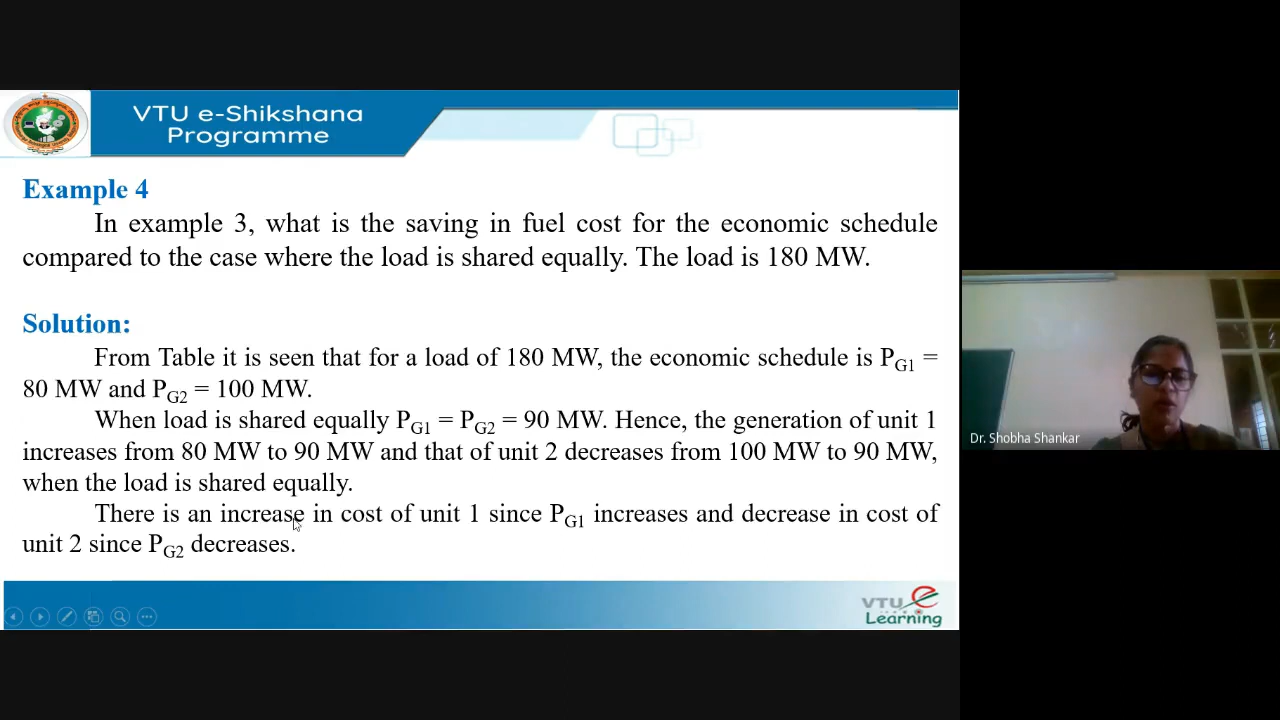 VTU e-Shikshana
Programme
Example 4
In example 3, what is the saving in fuel cost for the economic schedule
compared to the case where the load is shared equally. The load is 180 MW.
Solution:
From Table it is seen that for a load of 180 MW, the economic schedule is PG1 =
80 MW and PG2 = 100 MW.
When load is shared equally PG1 = PG2 = 90 MW. Hence, the generation of unit 1
increases from 80 MW to 90 MW and that of unit 2 decreases from 100 MW to 90 MW,
when the load is shared equally.
There is an increase in cost of unit 1 since PG1 increases and decrease in cost of
unit 2 since PG2 decreases.
Dr. Shobha Shankar
VTU e
Learning